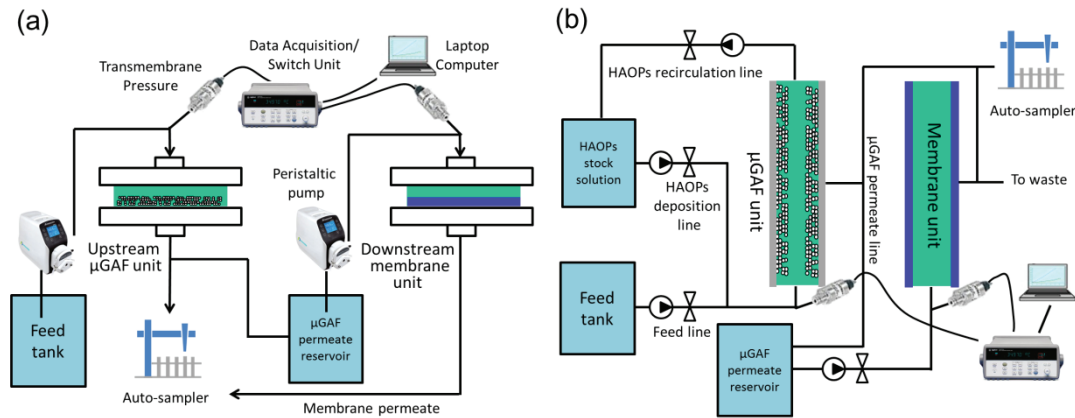 (a)
Transmembrane
Pressure
Data Acquisition/
Switch Unit
Laptop
Computer
Peristaltic
pump
Upstream
μGAF unit
Downstream
membrane
unit
Feed
tank
μGAF
permeate
reservoir
Auto-sampler
Membrane permeate
(b)
HAOPs recirculation line
Auto-sampler
HAOPs
stock
solution
HAOPs
deposition
line
μGAF unit
μGAF permeate line
Membrane unit
To waste
Feed
tank
Feed line
μGAF
permeate
reservoir